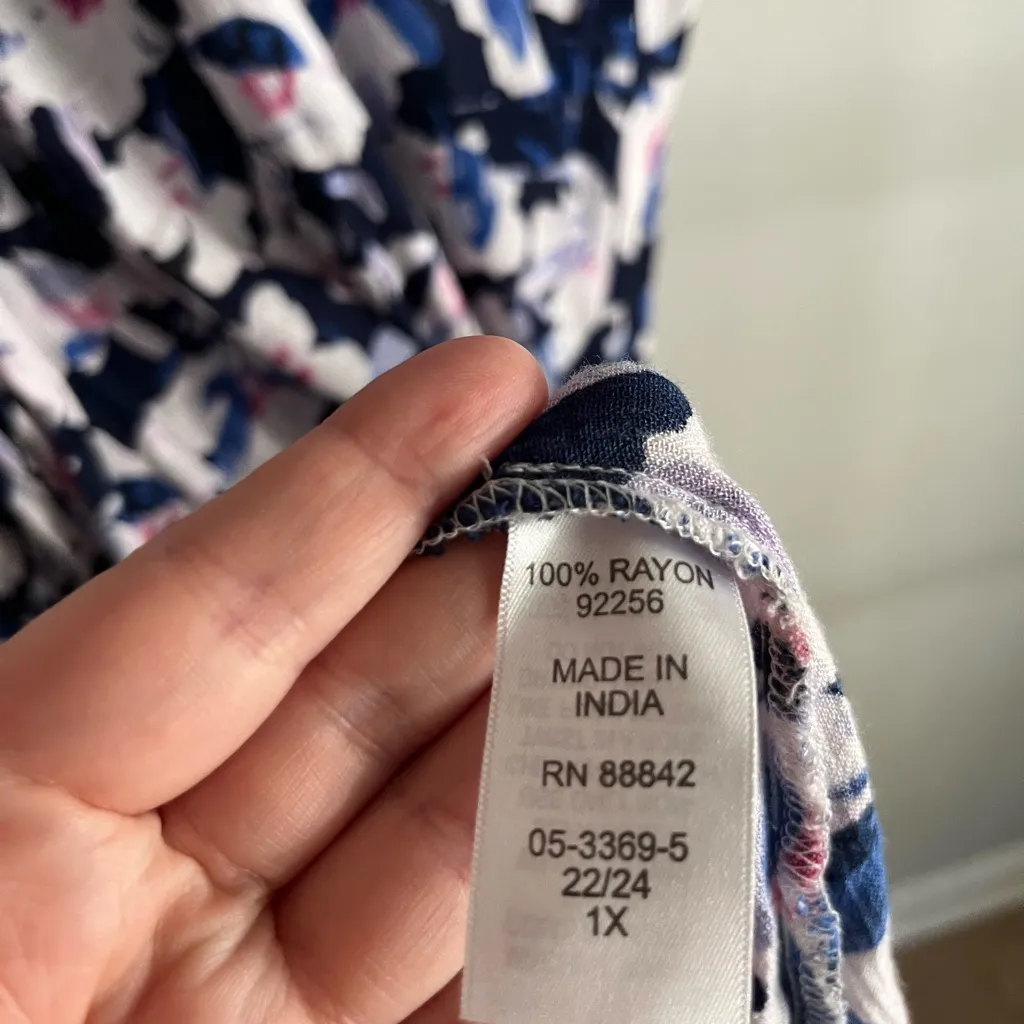 100% RAYON
92256
MADE IN
INDIA
RN 88842
05-3369-5
22/24
1X